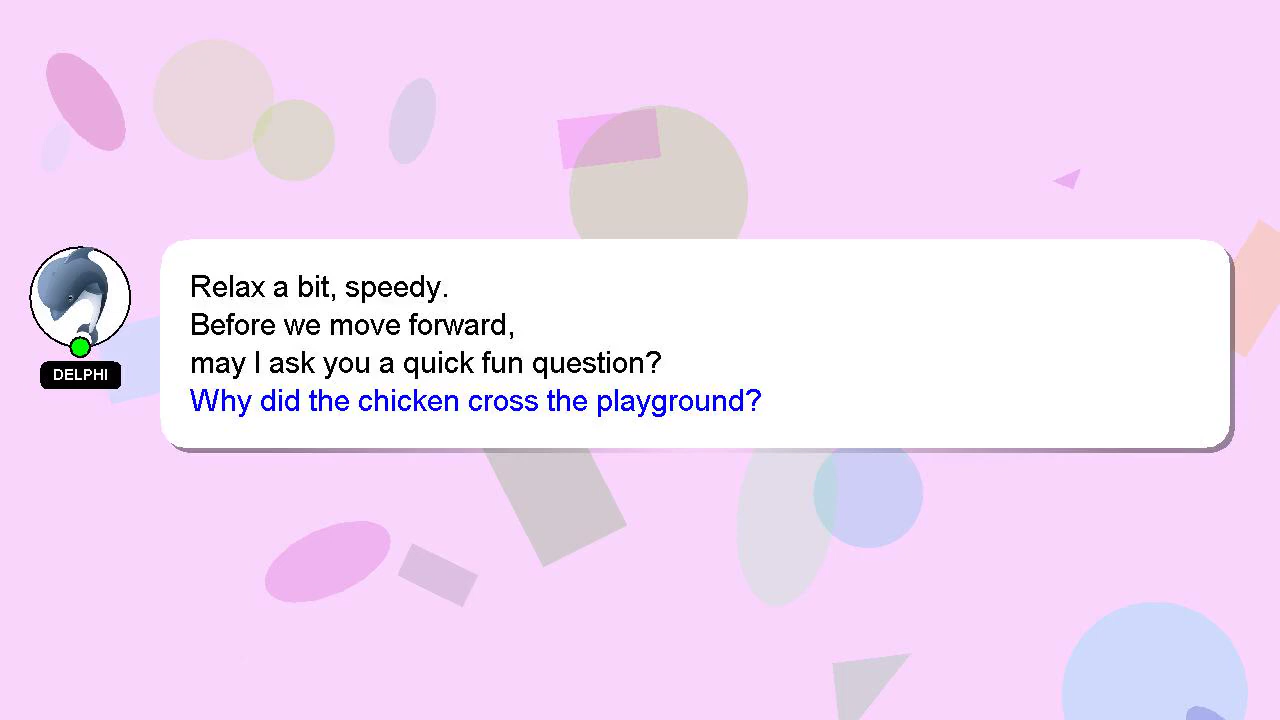 Relax a bit, speedy.
Before we move forward,
may I ask you a quick fun question?
Why did the chicken cross the playground?
DELPHI